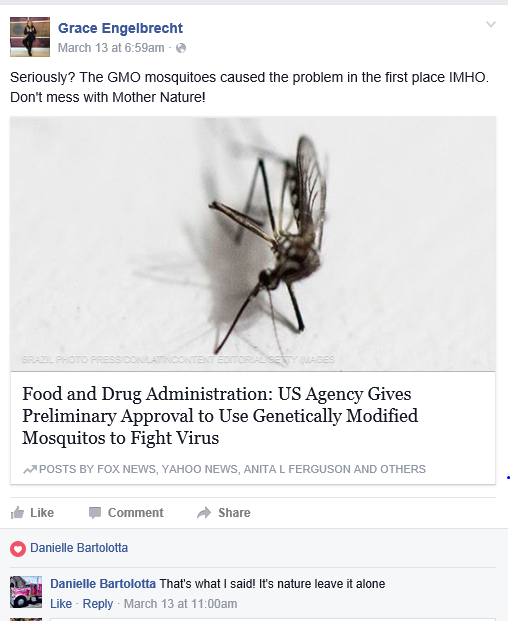 Grace Engelbrecht
March 13 at 6:59am ·
Seriously? The GMO mosquitoes caused the problem in the first place IMHO.
Don't mess with Mother Nature!
BRAZIL PHOTO PRESS/CON/LATINCONTENT EDITORIAL/GETTY IMAGES
Food and Drug Administration: US Agency Gives
Preliminary Approval to Use Genetically Modified
Mosquitos to Fight Virus
POSTS BY FOX NEWS, YAHOO NEWS, ANITA L FERGUSON AND OTHERS
Like Comment Share
Danielle Bartolotta
Danielle Bartolotta That's what I said! It's nature leave it alone
Like · Reply · March 13 at 11:00am